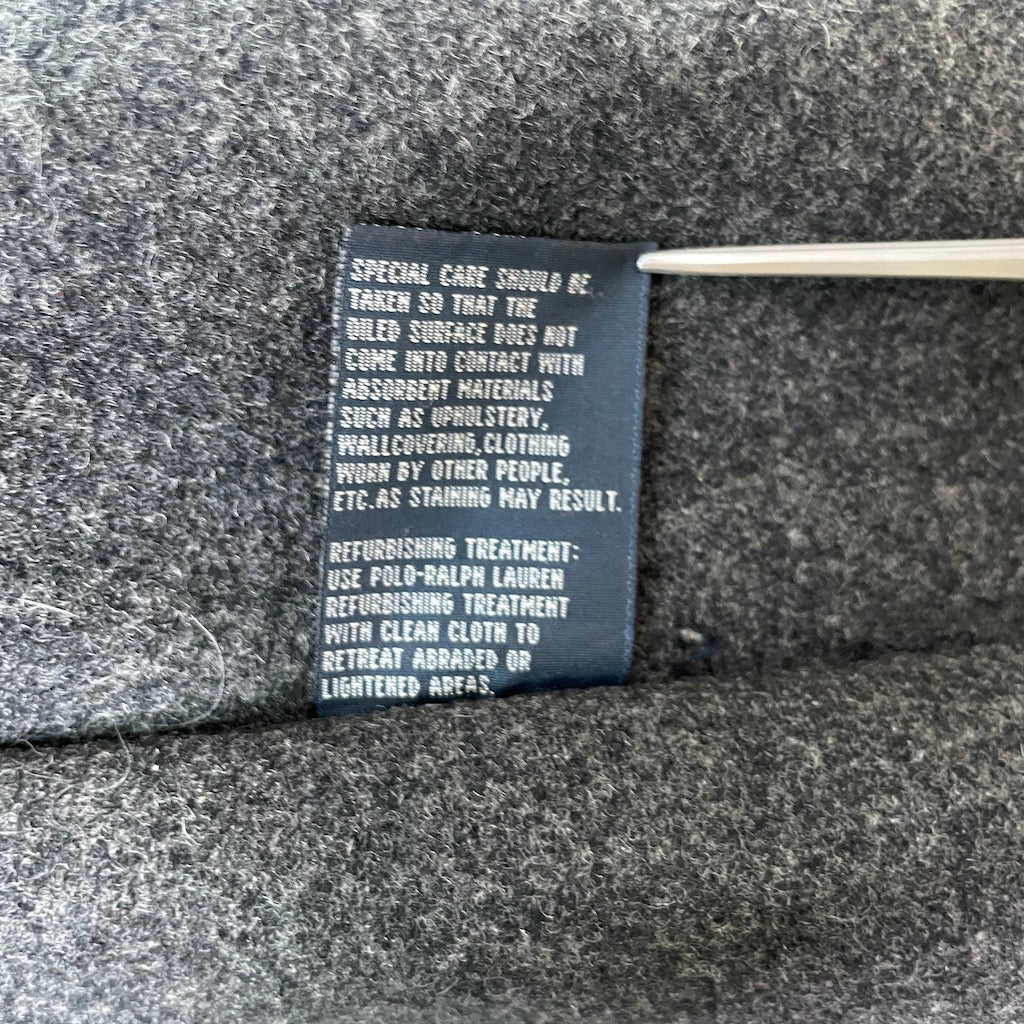 SPECIAL CARE SHOULD BE
TAKEN SO THAT THE
OILED SURFACE DOES NOT
COME INTO CONTACT WITH
ABSORBENT MATERIALS
SUCH AS UPHOLSTERY,
WALLCOVERING,CLOTHING
WORN BY OTHER PEOPLE,
ETC.AS STAINING MAY RESULT.
REFURBISHING TREATMENT:
USE POLO-RALPH LAUREN
REFURBISHING TREATMENT
WITH CLEAN CLOTH TO
RETREAT ABRADED OR
LIGHTENED AREAS.